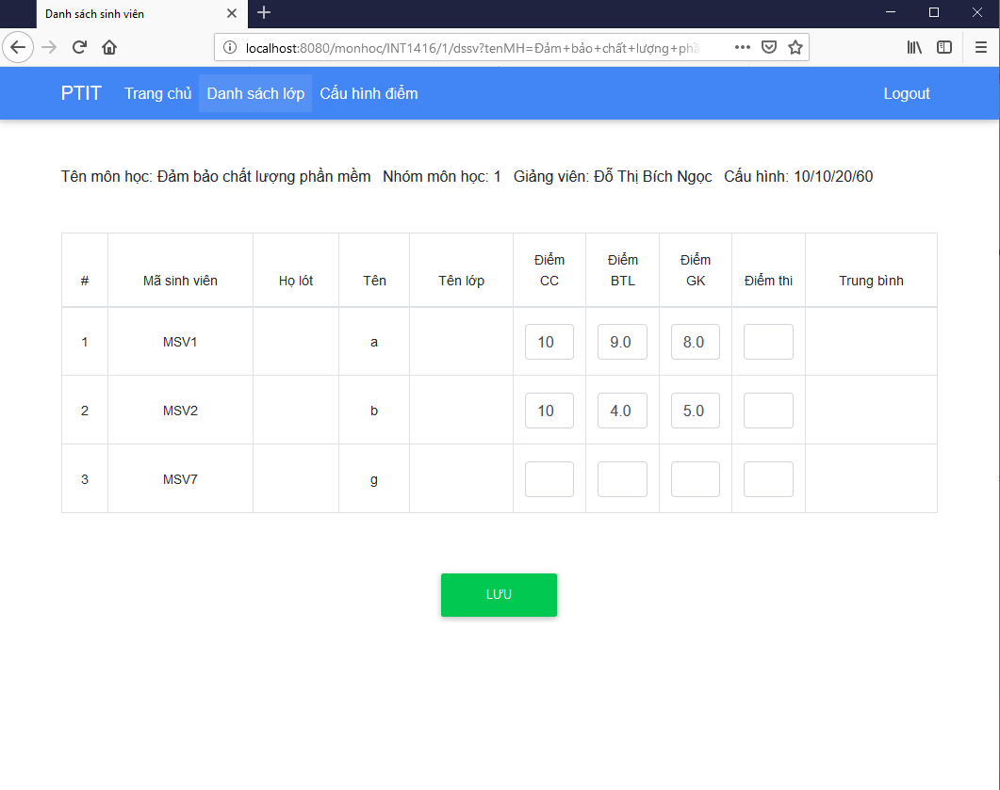 Danh sách sinh viên
localhost:8080/monhoc/INT1416/1/dssv?tenMH=Đảm+bảo+chất+lượng+ph
PTIT Trang chủ Danh sách lớp Cấu hình điểm Logout
Tên môn học: Đảm bảo chất lượng phần mềm Nhóm môn học: 1 Giảng viên: Đỗ Thị Bích Ngọc Cấu hình: 10/10/20/60
# Mã sinh viên Họ lót Tên Tên lớp Điểm CC Điểm BTL Điểm GK Điểm thi Trung bình
1 MSV1 a 10 9.0 8.0
2 MSV2 b 10 4.0 5.0
3 MSV7 g
LƯU